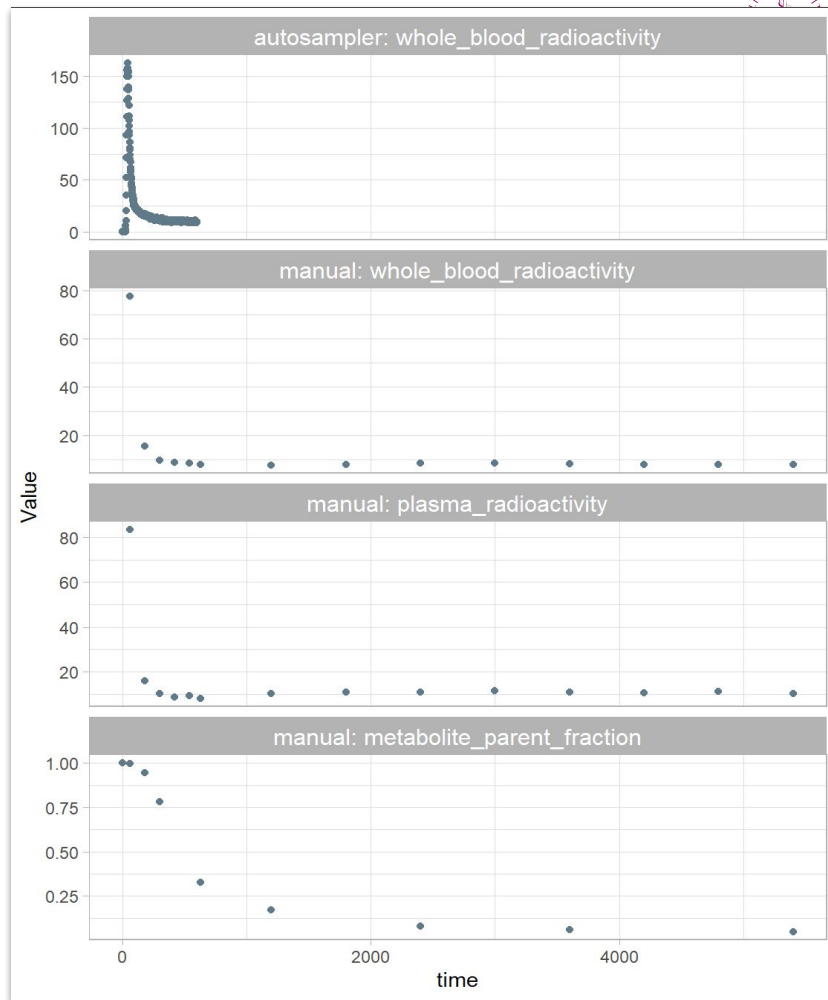 autosampler: whole_blood_radioactivity
150
100
50
0
manual: whole_blood_radioactivity
80
60
40
20
manual: plasma_radioactivity
80
60
40
20
manual: metabolite_parent_fraction
1.00
0.75
0.50
0.25
Value
0 2000 4000
time